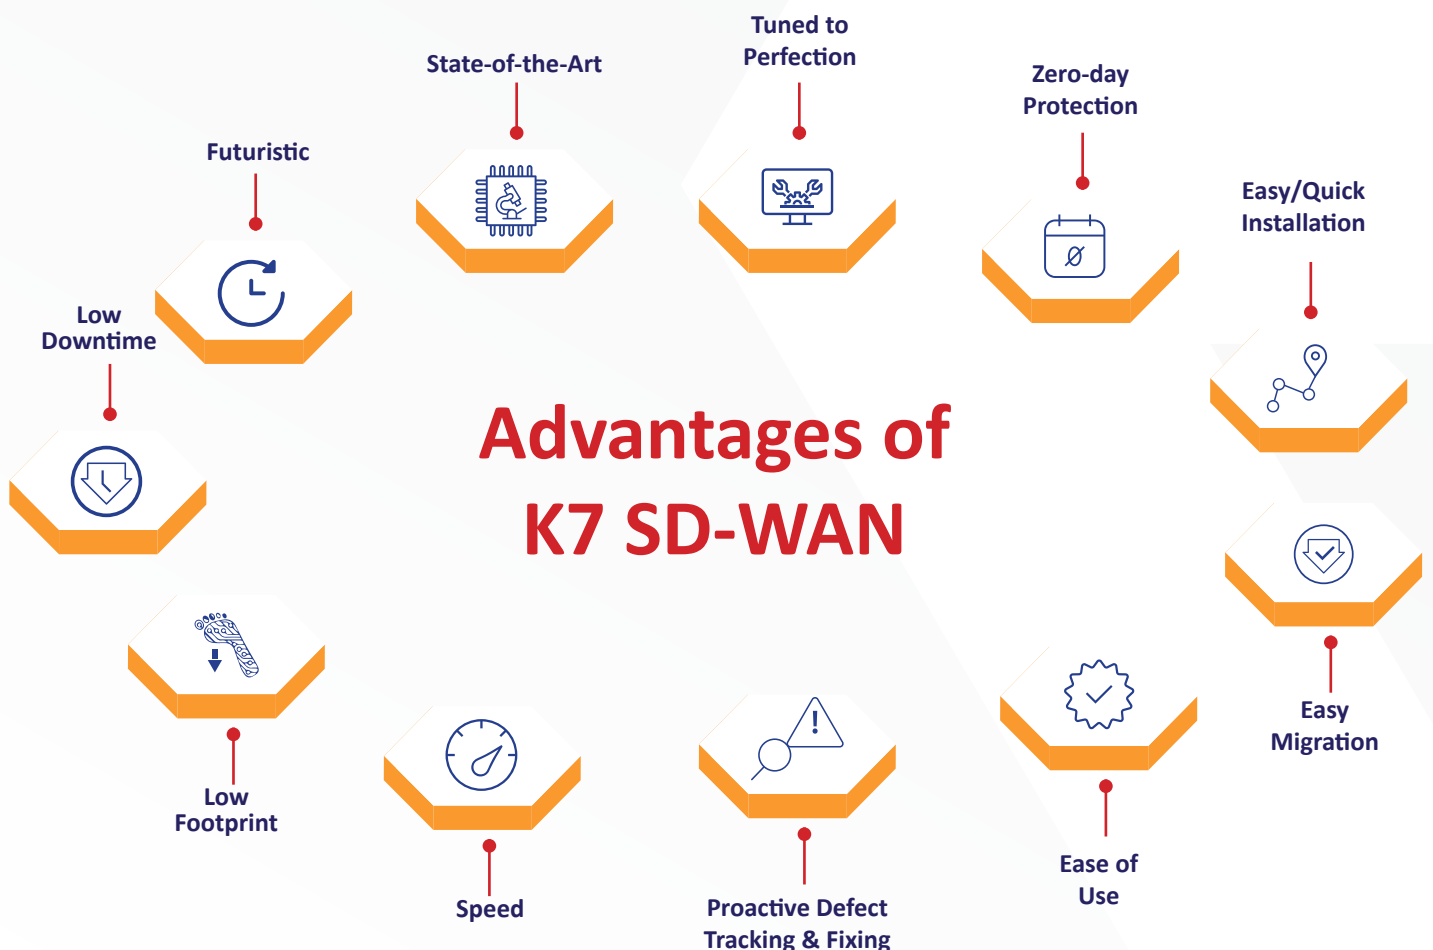 Tuned to
Perfection
State-of-the-Art
Zero-day
Protection
Futuristic
Easy/Quick
Installation
Low
Downtime
Advantages of
K7 SD-WAN
Easy
Migration
Low
Footprint
Ease of
Use
Speed
Proactive Defect
Tracking & Fixing